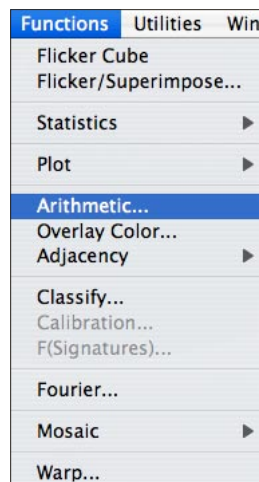 Functions Utilities Win
Flicker Cube
Flicker/Superimpose...
Statistics
Plot
Arithmetic...
Overlay Color...
Adjacency
Classify...
Calibration...
F(Signatures)...
Fourier...
Mosaic
Warp...